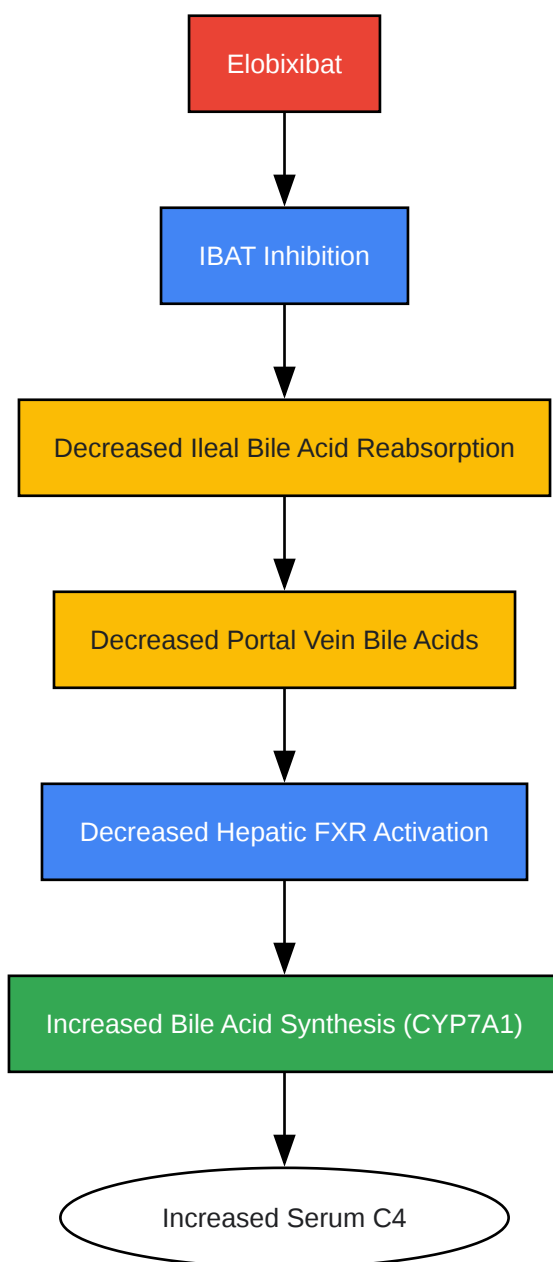 Elobixibat
IBAT Inhibition
Decreased Ileal Bile Acid Reabsorption
Decreased Portal Vein Bile Acids
Decreased Hepatic FXR Activation
Increased Bile Acid Synthesis (CYP7A1)
Increased Serum C4